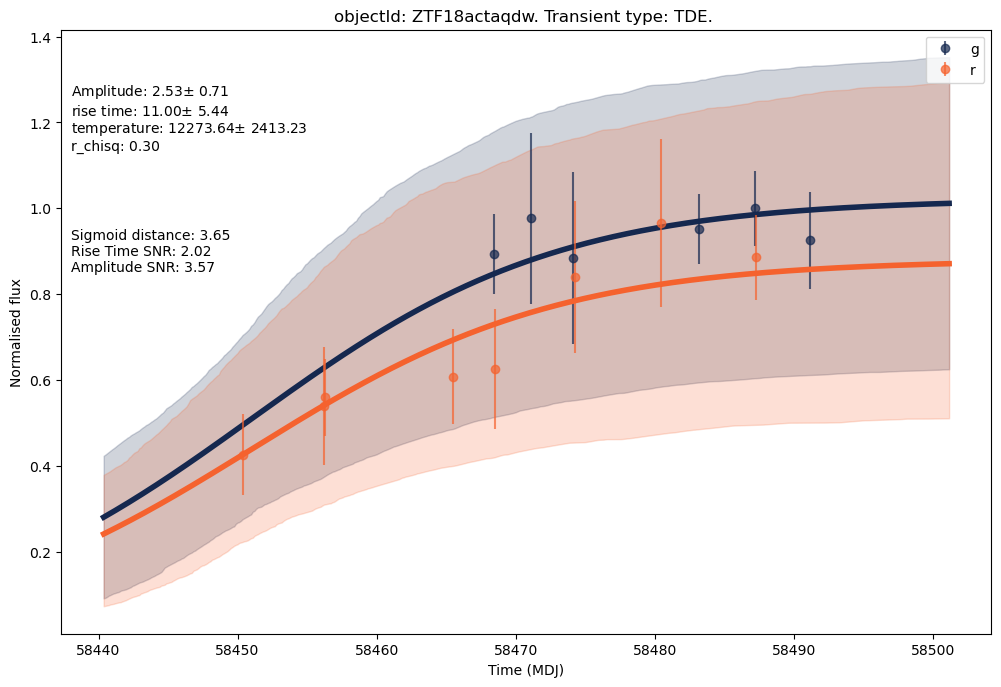 objectId: ZTF18actaqdw. Transient type: TDE.
g
r
Amplitude: 2.53± 0.71
rise time: 11.00± 5.44
temperature: 12273.64± 2413.23
r_chisq: 0.30
Sigmoid distance: 3.65
Rise Time SNR: 2.02
Amplitude SNR: 3.57
Normalised flux
1.4
1.2
1.0
0.8
0.6
0.4
0.2
58440 58450 58460 58470 58480 58490 58500
Time (MDJ)